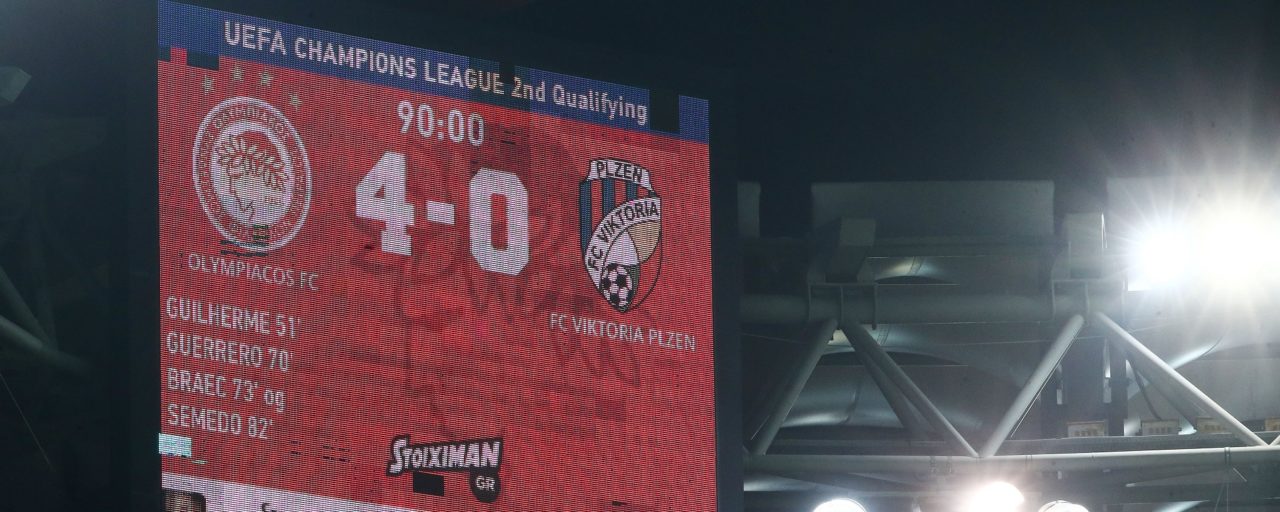 UEFA CHAMPIONS LEAGUE 2nd Qualifying
90:00
4-0
PLZEN
FC VIKTORIA
OLYMPIACOS FC
FC VIKTORIA PLZEN
GUILHERME 51'
GUERRERO 70'
BRAEC 73' og
SEMEDO 82'
STOIXIMAN
GR